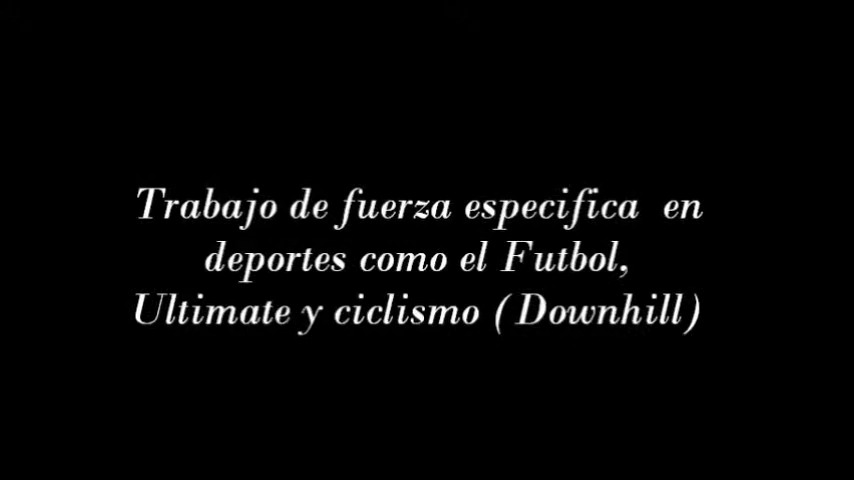 Trabajo de fuerza especifica en
deportes como el Futbol,
Ultimate y ciclismo (Downhill)